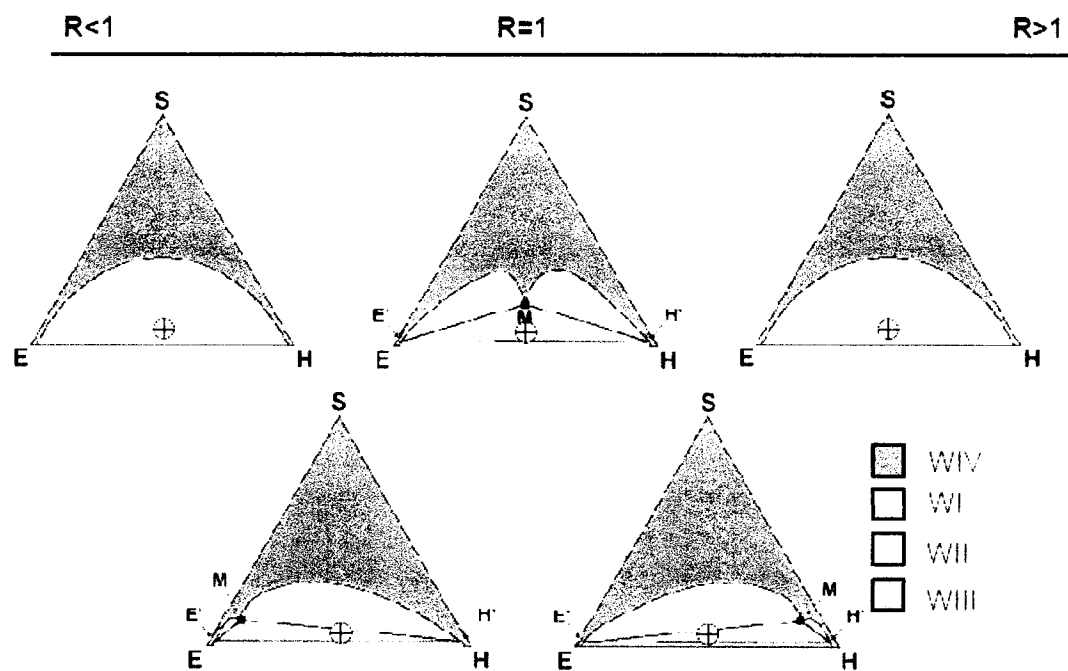 R<1 R=1 R>1
S S S
E' M H'
E H E H E H
S S
WIV
WI
M M
WII
E' H' E' H'
WIII
E H E H